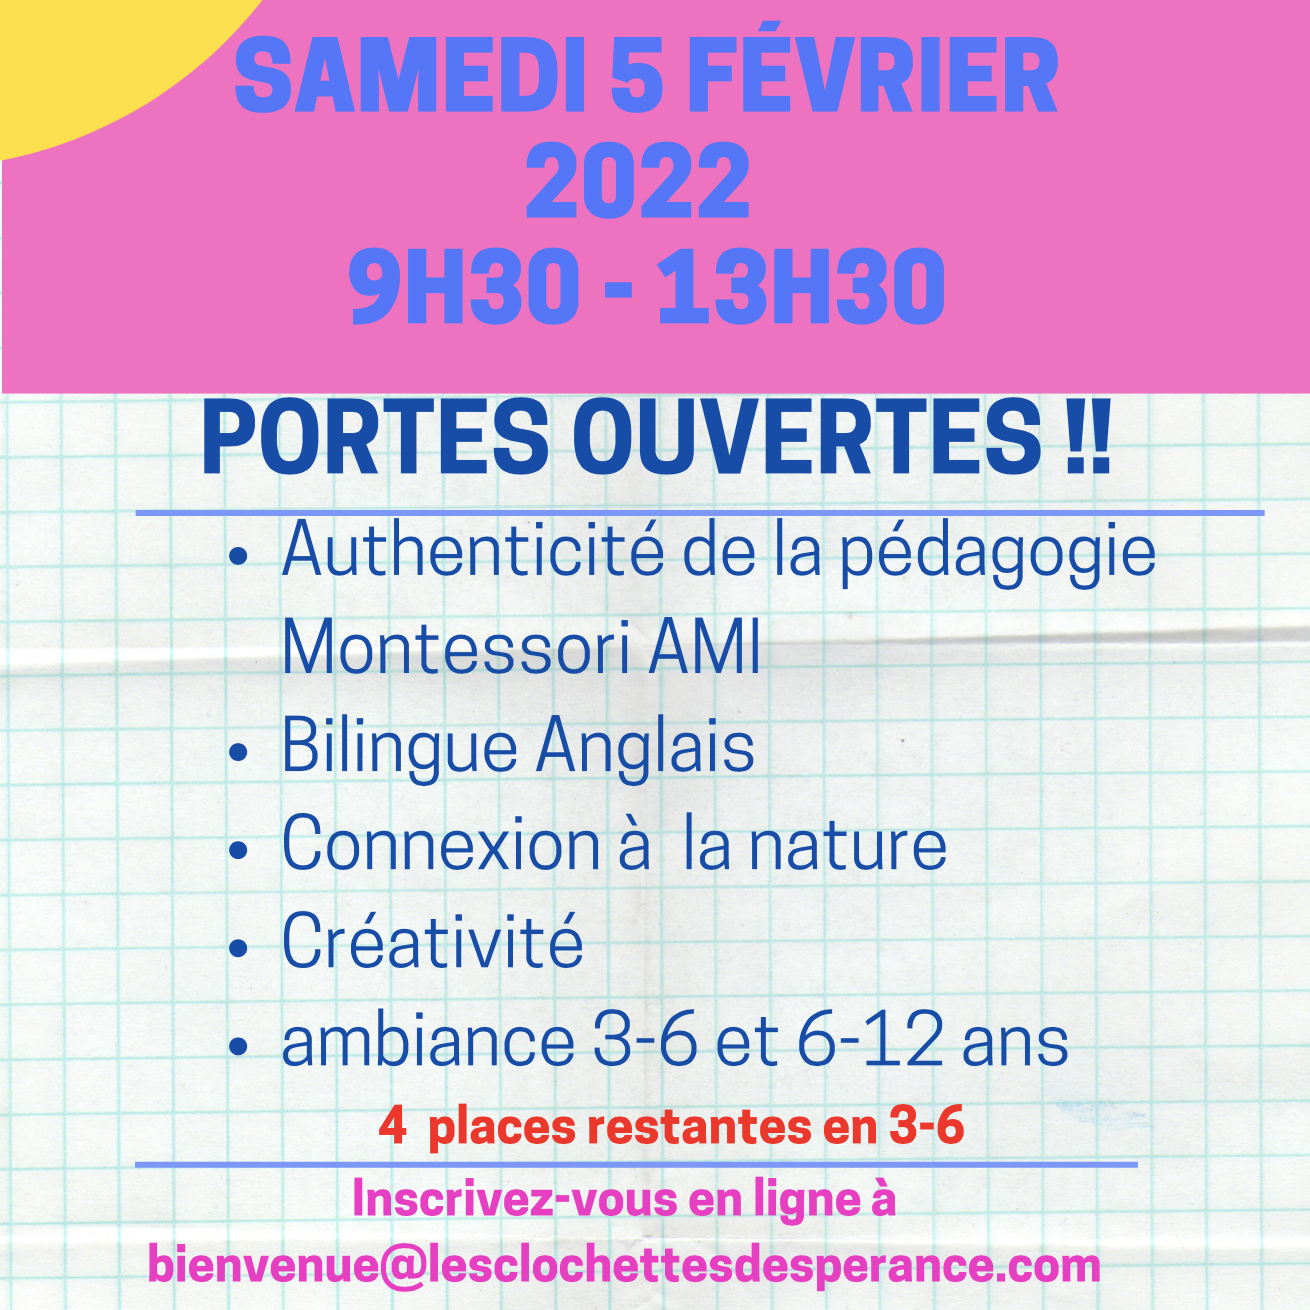 SAMEDI 5 FÉVRIER
2022
9H30 - 13H30
PORTES OUVERTES !!
• Authenticité de la pédagogie
Montessori AMI
• Bilingue Anglais
• Connexion à la nature
• Créativité
• ambiance 3-6 et 6-12 ans
4 places restantes en 3-6
Inscrivez-vous en ligne à
bienvenue@lesclochettesdesperance.com